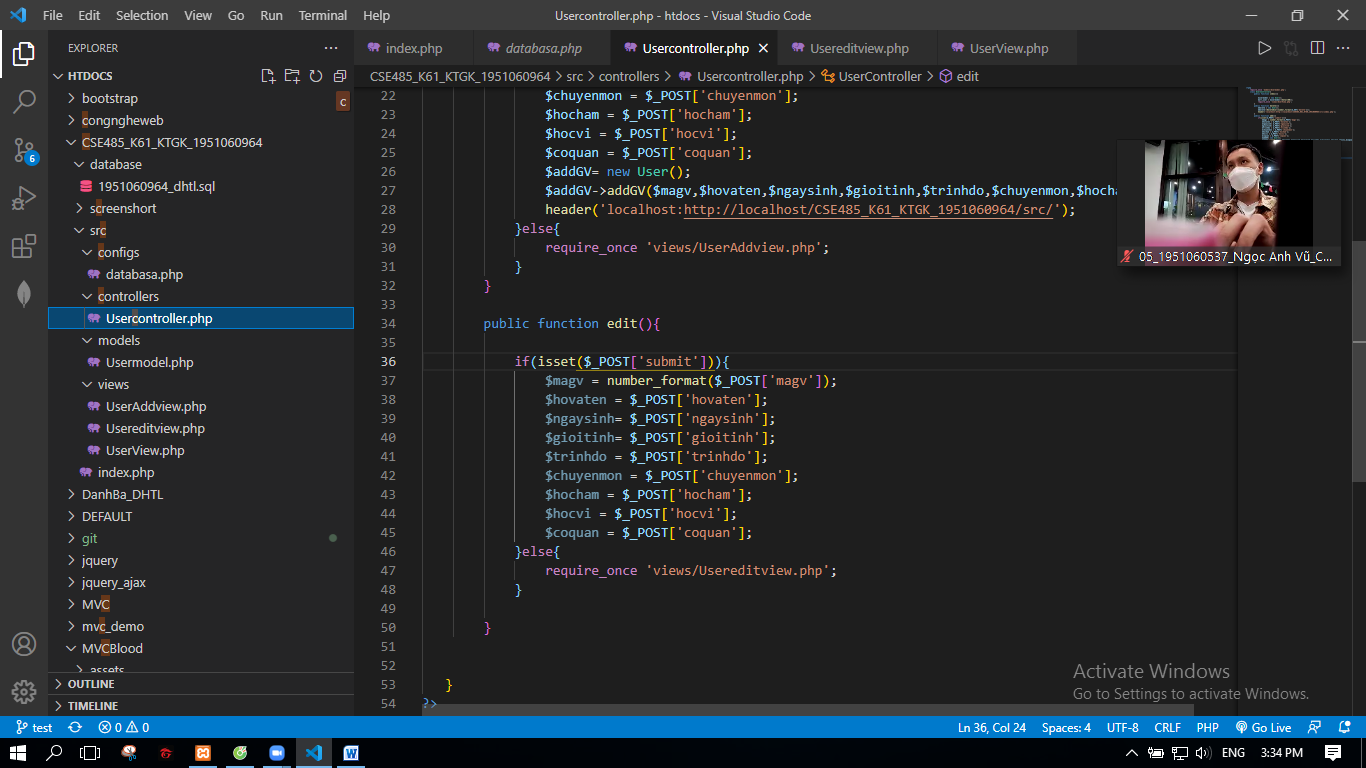 File Edit Selection View Go Run Terminal Help
Usercontroller.php - htdocs - Visual Studio Code
EXPLORER
HTDOCS
bootstrap
c
congngheweb
CSE485_K61_KTGK_1951060964
database
1951060964_dhtl.sql
screenshort
src
configs
databasa.php
controllers
Usercontroller.php
models
Usermodel.php
views
UserAddview.php
Usereditview.php
UserView.php
index.php
DanhBa_DHTL
DEFAULT
git
jquery
jquery_ajax
MVC
mvc_demo
MVCBlood
assets
OUTLINE
TIMELINE
6
index.php databasa.php Usercontroller.php Usereditview.php UserView.php
CSE485_K61_KTGK_1951060964 > src > controllers > Usercontroller.php > UserController > edit
22 $chuyenmon = $_POST['chuyenmon'];
23 $hocham = $_POST['hocham'];
24 $hocvi = $_POST['hocvi'];
25 $coquan = $_POST['coquan'];
26 $addGV= new User();
27 $addGV->addGV($magv,$hovaten,$ngaysinh,$gioitinh,$trinhdo,$chuyenmon,$hocha
28 header('localhost:http://localhost/CSE485_K61_KTGK_1951060964/src/');
29 }else{
30 require_once 'views/UserAddview.php';
31 }
32 }
33
34 public function edit(){
35
36 if(isset($_POST['submit'])){
37 $magv = number_format($_POST['magv']);
38 $hovaten = $_POST['hovaten'];
39 $ngaysinh= $_POST['ngaysinh'];
40 $gioitinh= $_POST['gioitinh'];
41 $trinhdo = $_POST['trinhdo'];
42 $chuyenmon = $_POST['chuyenmon'];
43 $hocham = $_POST['hocham'];
44 $hocvi = $_POST['hocvi'];
45 $coquan = $_POST['coquan'];
46 }else{
47 require_once 'views/Usereditview.php';
48 }
49
50 }
51
52
53 }
54 ?>
05_1951060537_Ngọc Anh Vũ_C...
Activate Windows
Go to Settings to activate Windows.
test 0 0 Ln 36, Col 24 Spaces: 4 UTF-8 CRLF PHP Go Live
ENG 3:34 PM